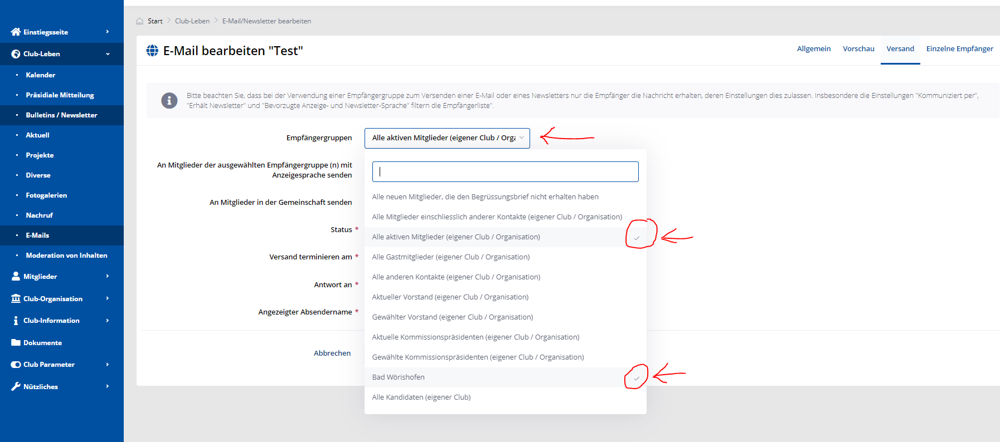 Einstiegsseite
Club-Leben
Kalender
Präsidiale Mitteilung
Bulletins / Newsletter
Aktuell
Projekte
Diverse
Fotogalerien
Nachruf
E-Mails
Moderation von Inhalten
Mitglieder
Club-Organisation
Club-Information
Dokumente
Club Parameter
Nützliches
Start > Club-Leben > E-Mail/Newsletter bearbeiten
E-Mail bearbeiten "Test"
Allgemein Vorschau Versand Einzelne Empfänger
Bitte beachten Sie, dass bei der Verwendung einer Empfängergruppe zum Versenden einer E-Mail oder eines Newsletters nur die Empfänger die Nachricht erhalten, deren Einstellungen dies zulassen. Insbesondere die Einstellungen "Kommuniziert per",
"Erhält Newsletter" und "Bevorzugte Anzeige- und Newsletter-Sprache" filtern die Empfängerliste".
Empfängergruppen
Alle aktiven Mitglieder (eigener Club / Orga
An Mitglieder der ausgewählten Empfängergruppe (n) mit
Anzeigesprache senden
An Mitglieder in der Gemeinschaft senden
Status *
Versand terminieren am *
Antwort an *
Angezeigter Absendername *
Abbrechen
Alle neuen Mitglieder, die den Begrüssungsbrief nicht erhalten haben
Alle Mitglieder einschliesslich anderer Kontakte (eigener Club / Organisation)
Alle aktiven Mitglieder (eigener Club / Organisation)
Alle Gastmitglieder (eigener Club / Organisation)
Alle anderen Kontakte (eigener Club / Organisation)
Aktueller Vorstand (eigener Club / Organisation)
Gewählter Vorstand (eigener Club / Organisation)
Aktuelle Kommissionspräsidenten (eigener Club / Organisation)
Gewählte Kommissionspräsidenten (eigener Club / Organisation)
Bad Wörishofen
Alle Kandidaten (eigener Club)